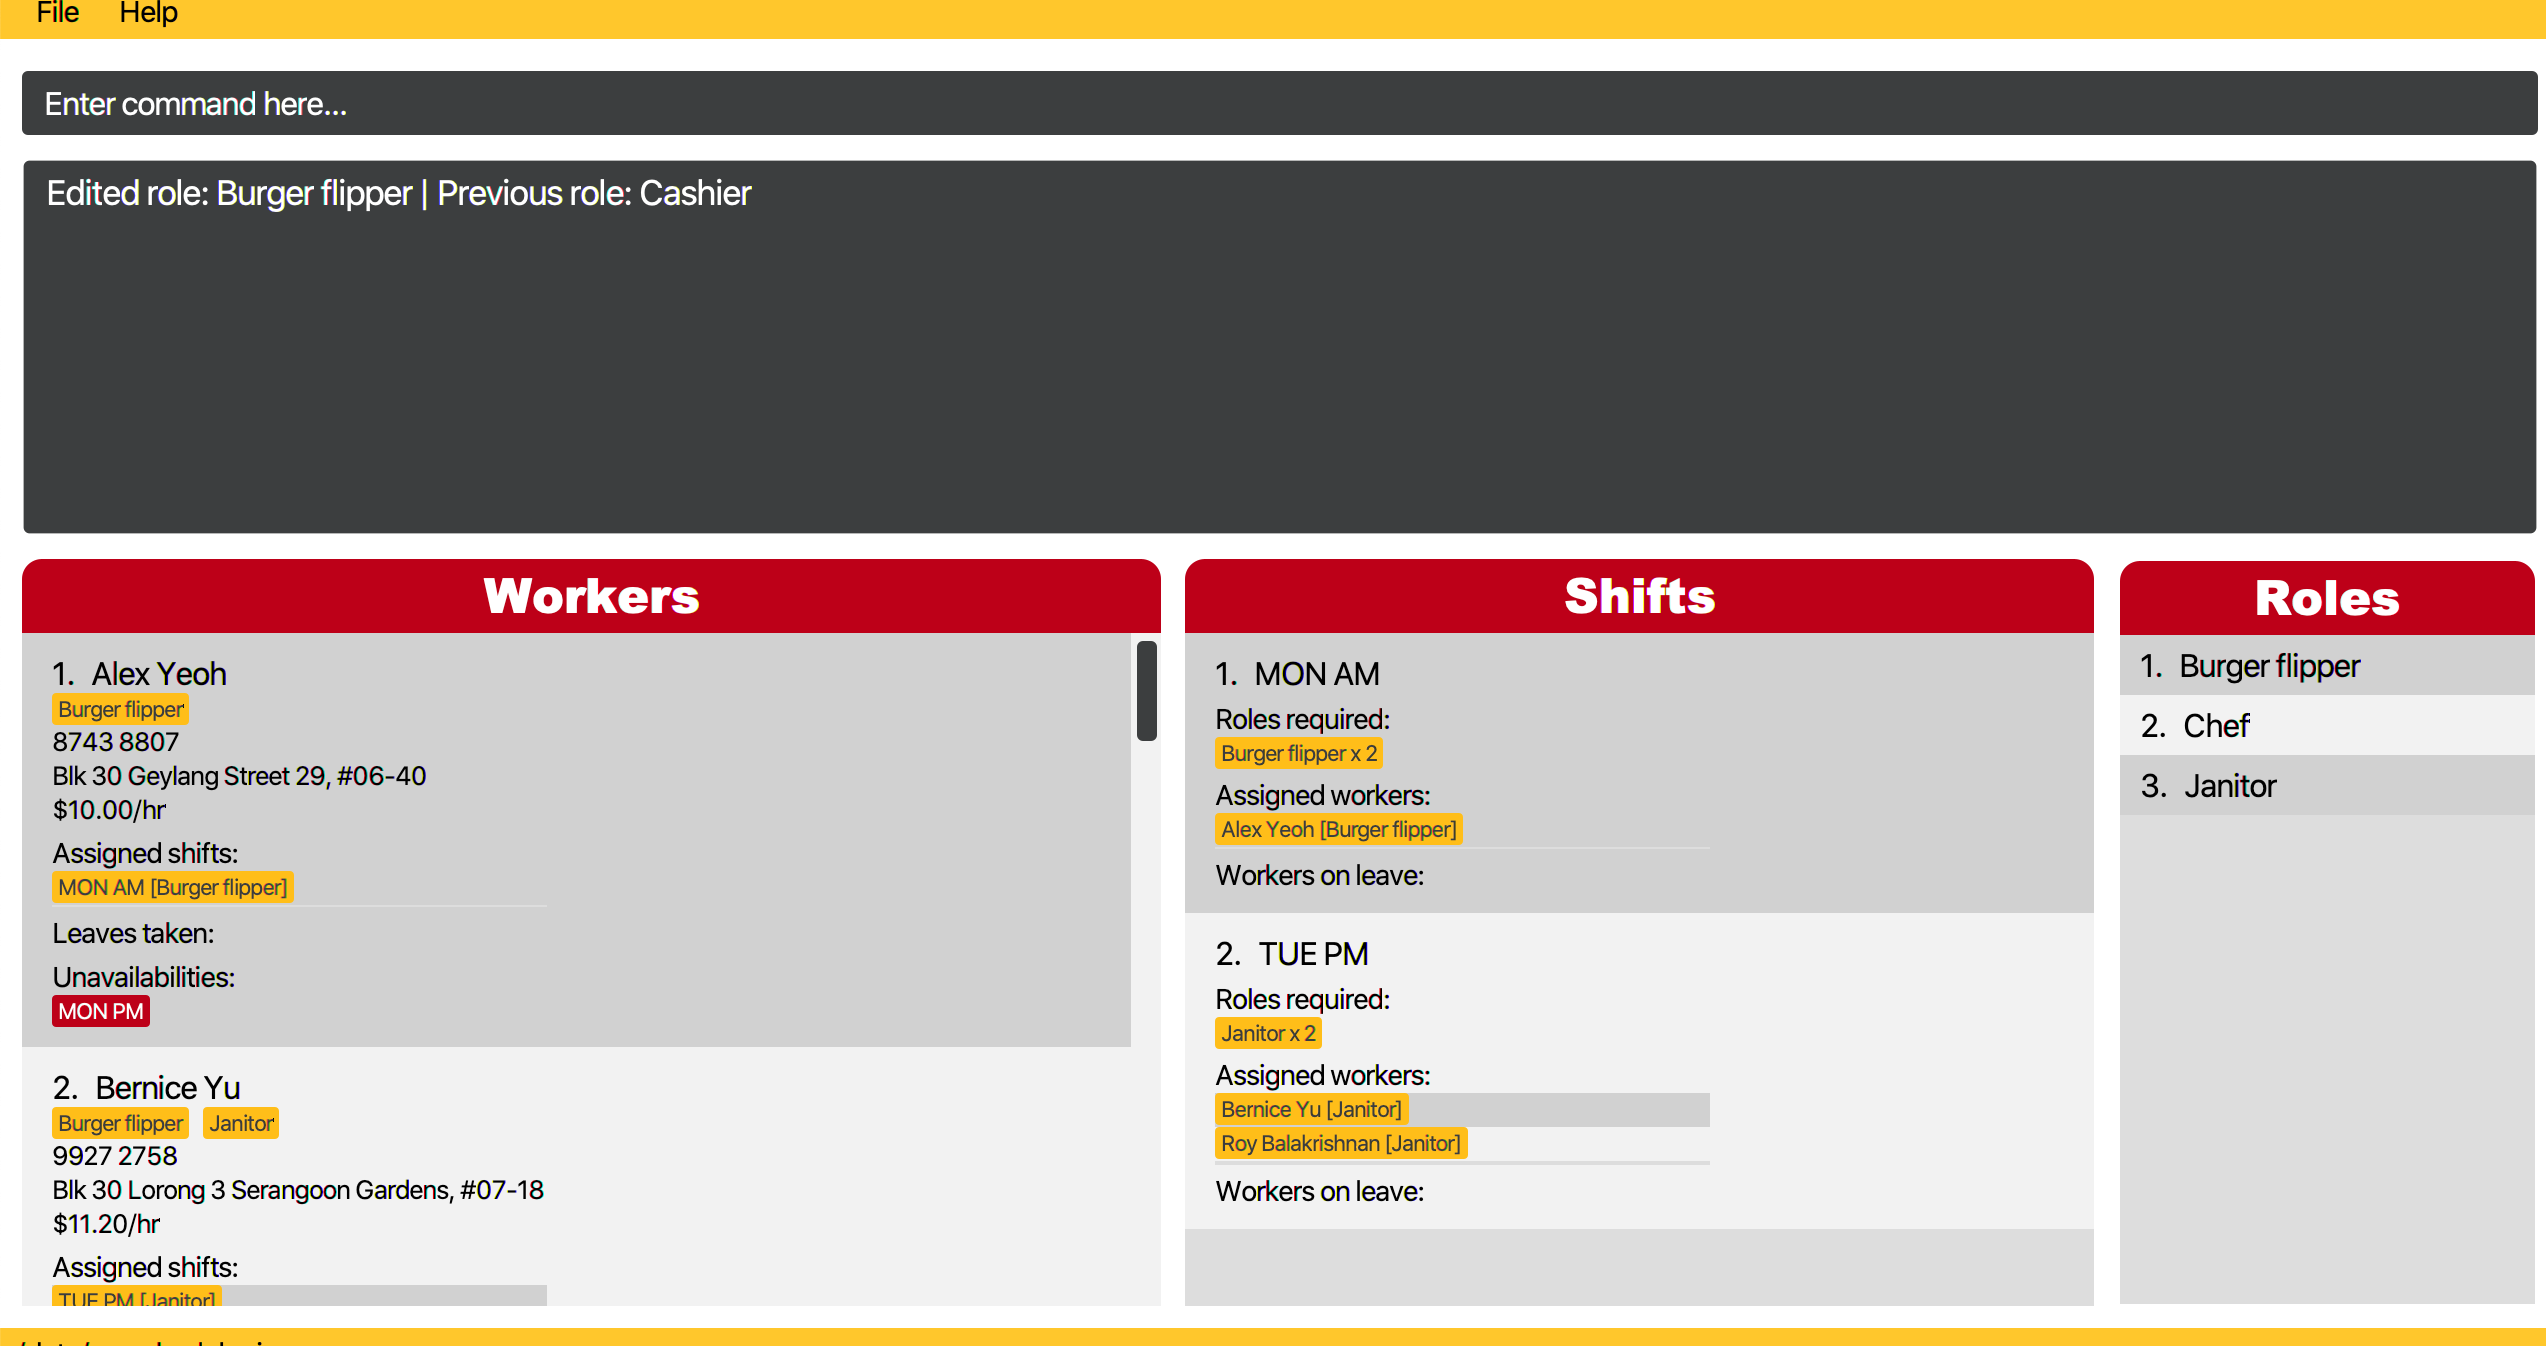 File Help
Enter command here...
Edited role: Burger flipper | Previous role: Cashier
Workers
1. Alex Yeoh
Burger flipper
8743 8807
Blk 30 Geylang Street 29, #06-40
$10.00/hr
Assigned shifts:
MON AM [Burger flipper]
Leaves taken:
Unavailabilities:
MON PM
2. Bernice Yu
Burger flipper Janitor
9927 2758
Blk 30 Lorong 3 Serangoon Gardens, #07-18
$11.20/hr
Assigned shifts:
TUE PM [Janitor]
Shifts
1. MON AM
Roles required:
Burger flipper x 2
Assigned workers:
Alex Yeoh [Burger flipper]
Workers on leave:
2. TUE PM
Roles required:
Janitor x 2
Assigned workers:
Bernice Yu [Janitor]
Roy Balakrishnan [Janitor]
Workers on leave:
Roles
1. Burger flipper
2. Chef
3. Janitor